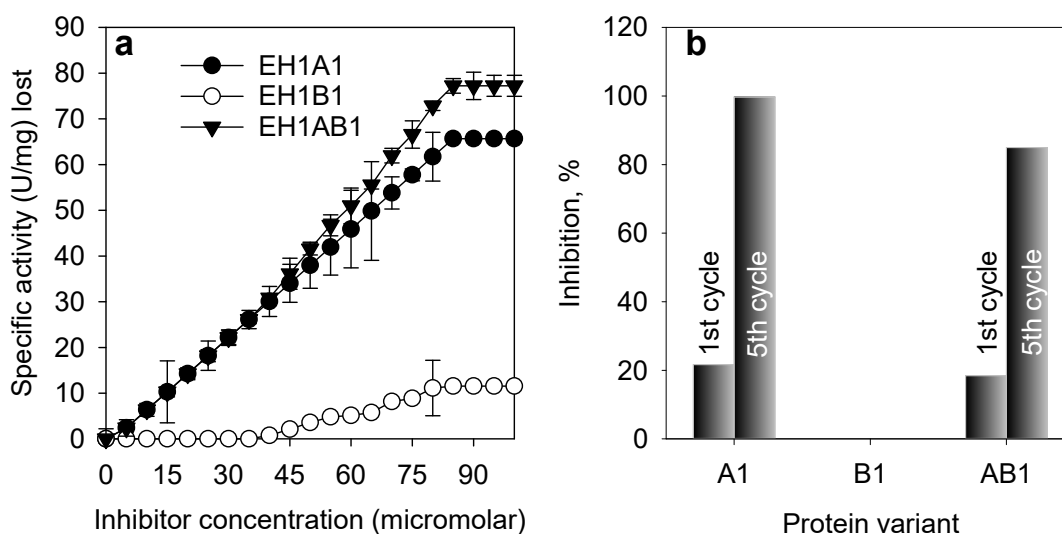 a
EH1A1
EH1B1
EH1AB1
Specific activity (U/mg) lost
90
80
70
60
50
40
30
20
10
0
0 15 30 45 60 75 90
Inhibitor concentration (micromolar)
b
Inhibition, %
120
100
80
60
40
20
0
1st cycle
5th cycle
1st cycle
5th cycle
A1 B1 AB1
Protein variant